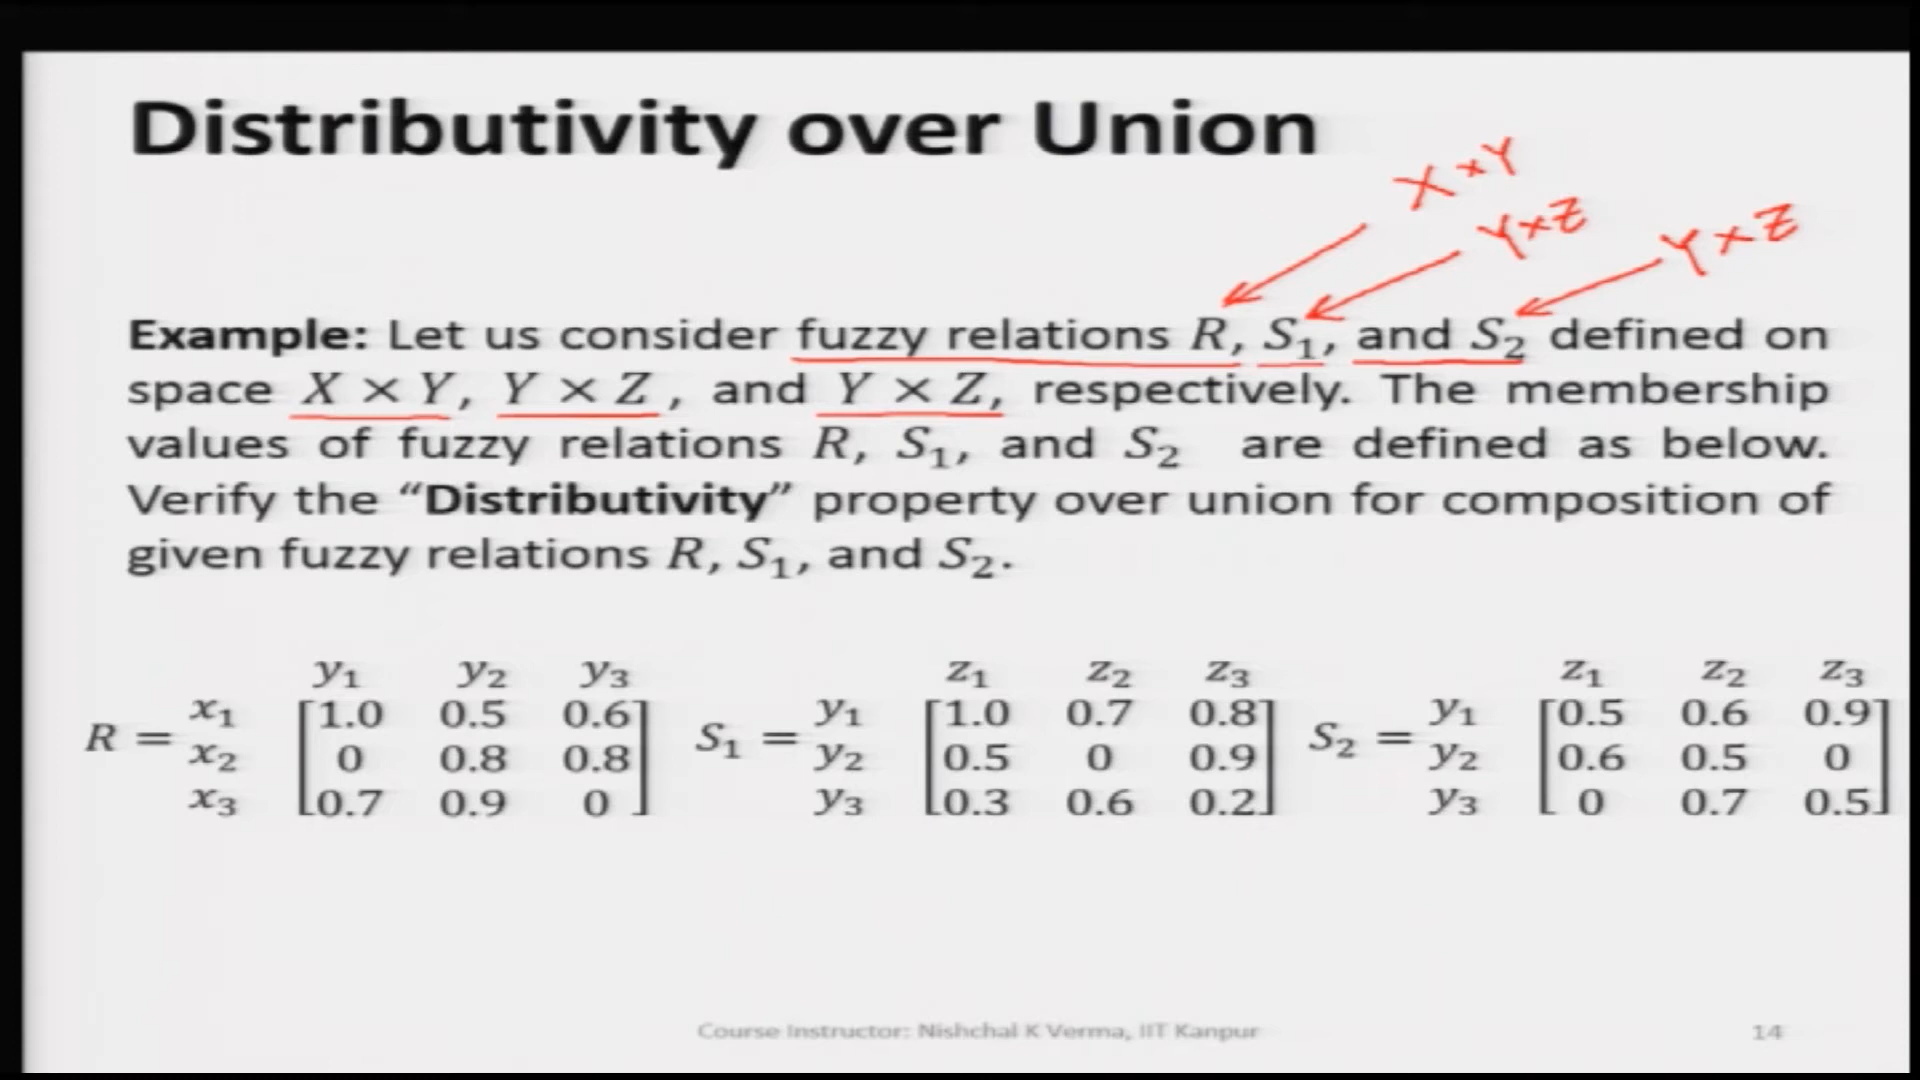 Distributivity over Union
X × Y
Y × Z
Y × Z
Example: Let us consider fuzzy relations R, S₁, and S₂ defined on
space X × Y, Y × Z, and Y × Z, respectively. The membership
values of fuzzy relations R, S₁, and S₂ are defined as below.
Verify the “Distributivity” property over union for composition of
given fuzzy relations R, S₁, and S₂.
y₁ y₂ y₃ z₁ z₂ z₃ z₁ z₂ z₃
x₁ [1.0 0.5 0.6] y₁ [1.0 0.7 0.8] y₁ [0.5 0.6 0.9]
R = x₂ [0 0.8 0.8] S₁ = y₂ [0.5 0 0.9] S₂ = y₂ [0.6 0.5 0]
x₃ [0.7 0.9 0] y₃ [0.3 0.6 0.2] y₃ [0 0.7 0.5]
Course Instructor: Nishchal K Verma, IIT Kanpur 14